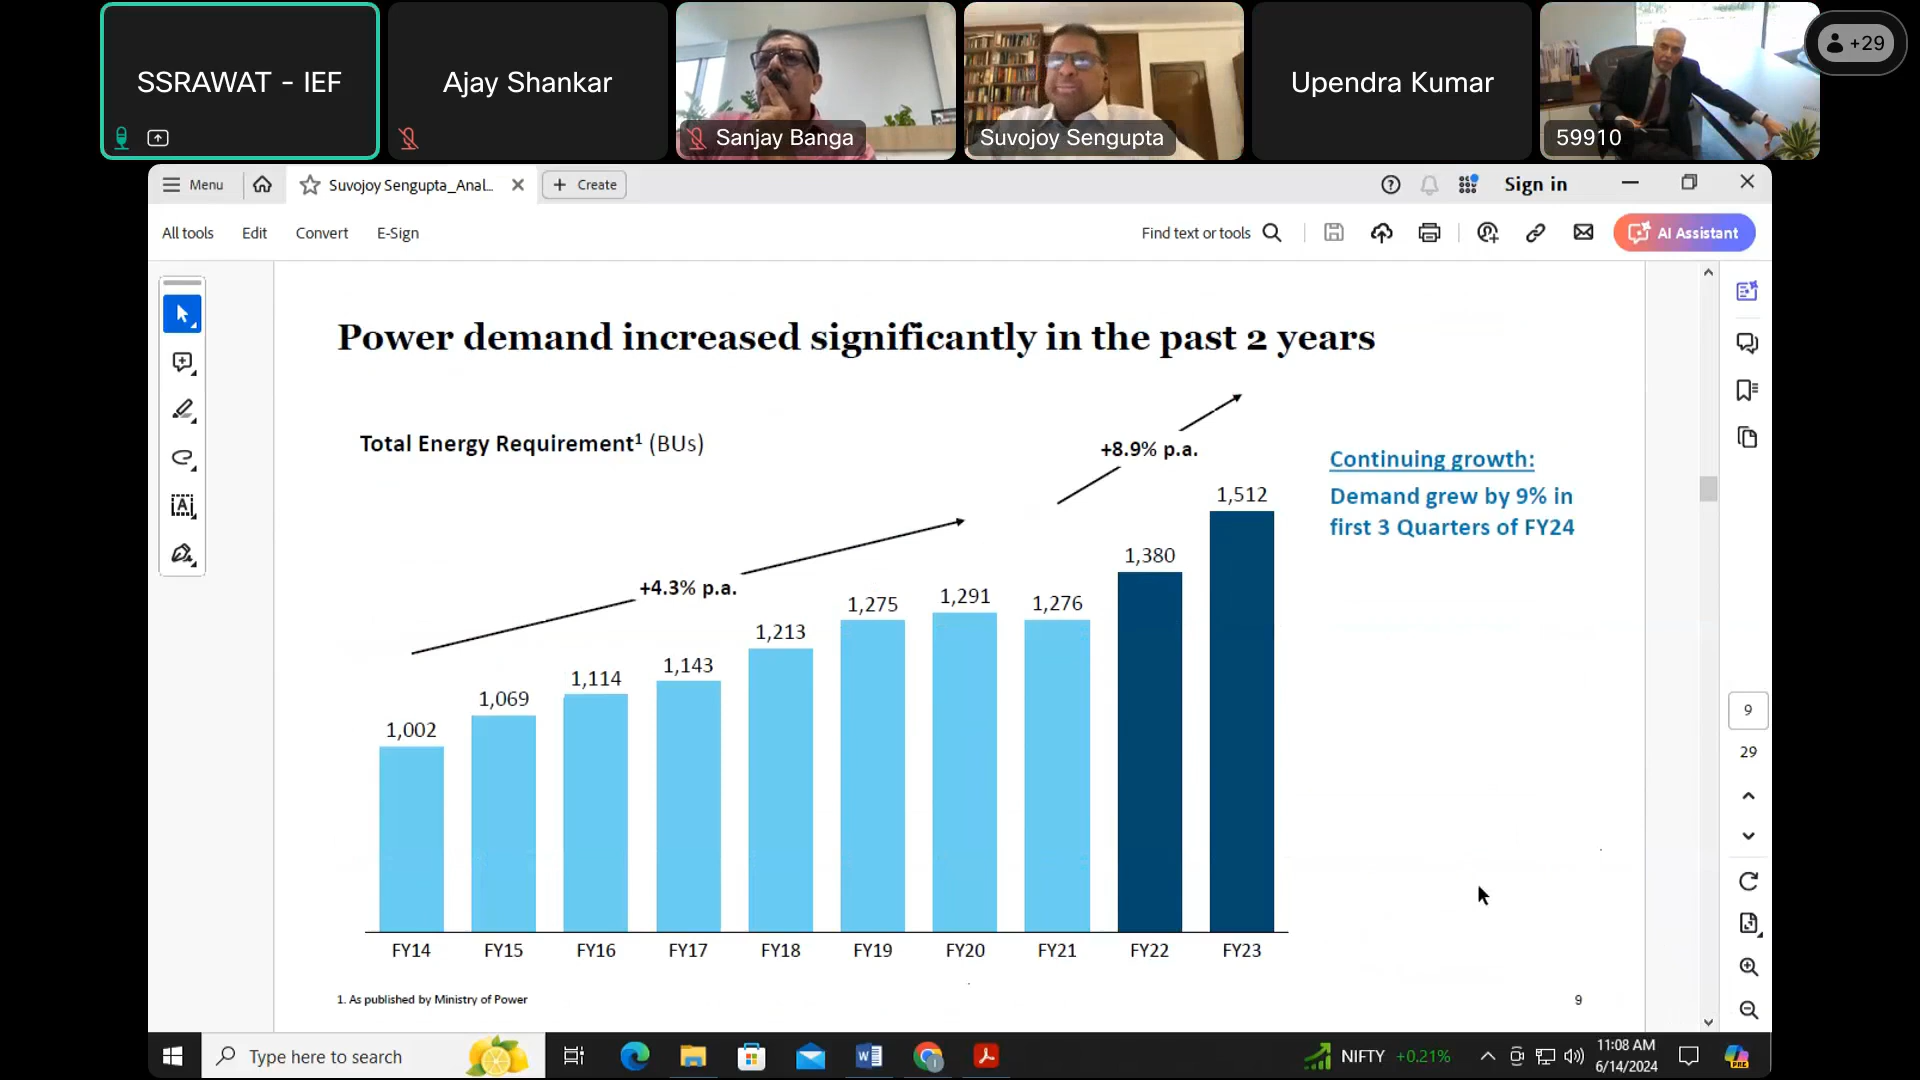 SSRAWAT - IEF
Ajay Shankar
Sanjay Banga
Suvojoy Sengupta
Upendra Kumar
59910
+29
Menu
Suvojoy Sengupta_Anal...
+ Create
Sign in
All tools
Edit
Convert
E-Sign
Find text or tools
AI Assistant
Power demand increased significantly in the past 2 years
Total Energy Requirement¹ (BUs)
+8.9% p.a.
+4.3% p.a.
Continuing growth:
Demand grew by 9% in
first 3 Quarters of FY24
1,002
1,069
1,114
1,143
1,213
1,275
1,291
1,276
1,380
1,512
FY14
FY15
FY16
FY17
FY18
FY19
FY20
FY21
FY22
FY23
1. As published by Ministry of Power
9
9
29
Type here to search
NIFTY +0.21%
11:08 AM
6/14/2024